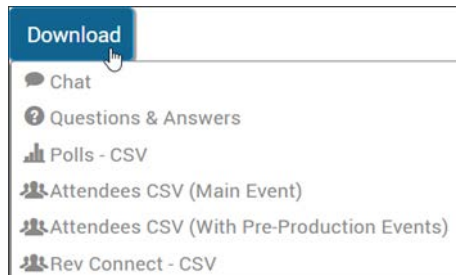 Download
Chat
Questions & Answers
Polls - CSV
Attendees CSV (Main Event)
Attendees CSV (With Pre-Production Events)
Rev Connect - CSV